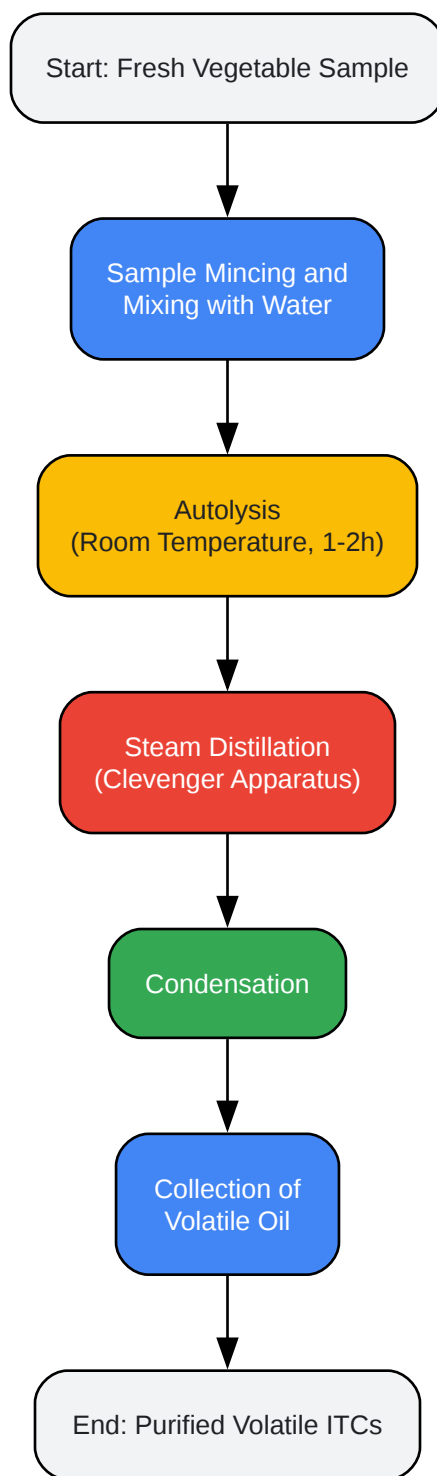 Start: Fresh Vegetable Sample
Sample Mincing and
Mixing with Water
Autolysis
(Room Temperature, 1-2h)
Steam Distillation
(Clevenger Apparatus)
Condensation
Collection of
Volatile Oil
End: Purified Volatile ITCs